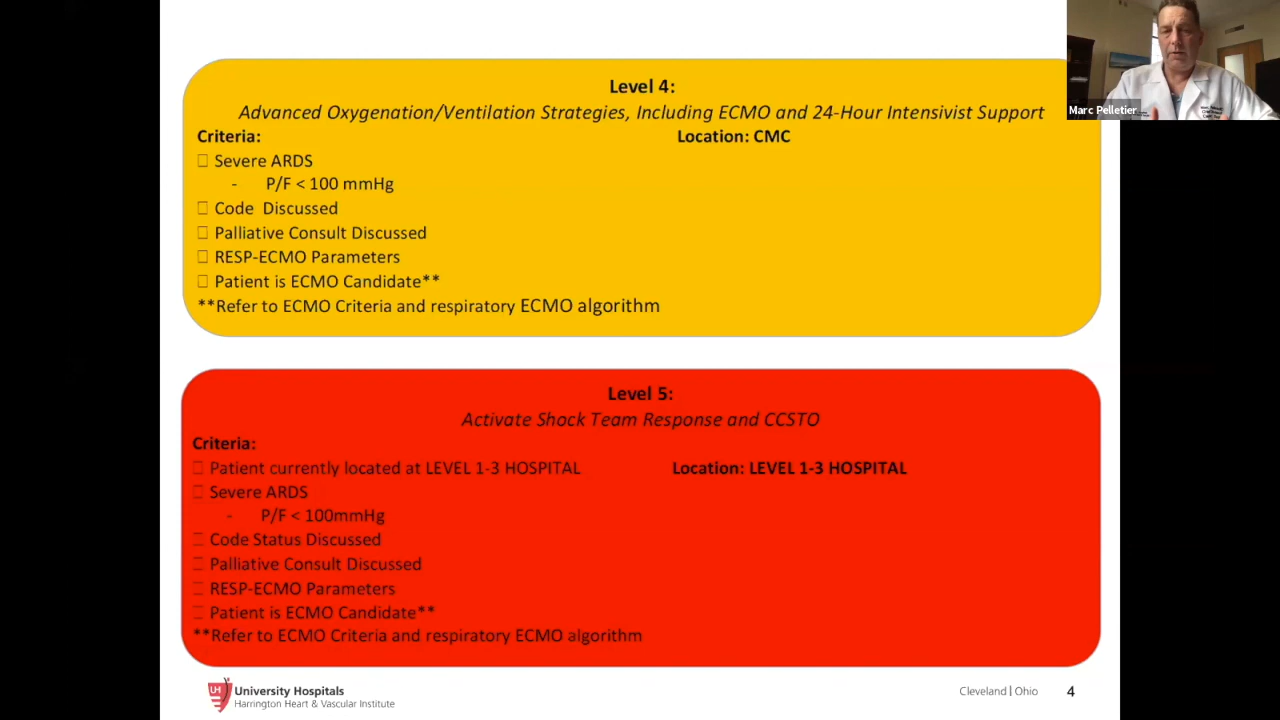 Level 4:
Advanced Oxygenation/Ventilation Strategies, Including ECMO and 24-Hour Intensivist Support
Criteria:
Location: CMC
Severe ARDS
- P/F < 100 mmHg
Code Discussed
Palliative Consult Discussed
RESP-ECMO Parameters
Patient is ECMO Candidate**
**Refer to ECMO Criteria and respiratory ECMO algorithm
Level 5:
Activate Shock Team Response and CCSTO
Criteria:
Patient currently located at LEVEL 1-3 HOSPITAL
Location: LEVEL 1-3 HOSPITAL
Severe ARDS
- P/F < 100mmHg
Code Status Discussed
Palliative Consult Discussed
RESP-ECMO Parameters
Patient is ECMO Candidate**
**Refer to ECMO Criteria and respiratory ECMO algorithm
UH
University Hospitals
Harrington Heart & Vascular Institute
Cleveland | Ohio
4
Marc Pelletier